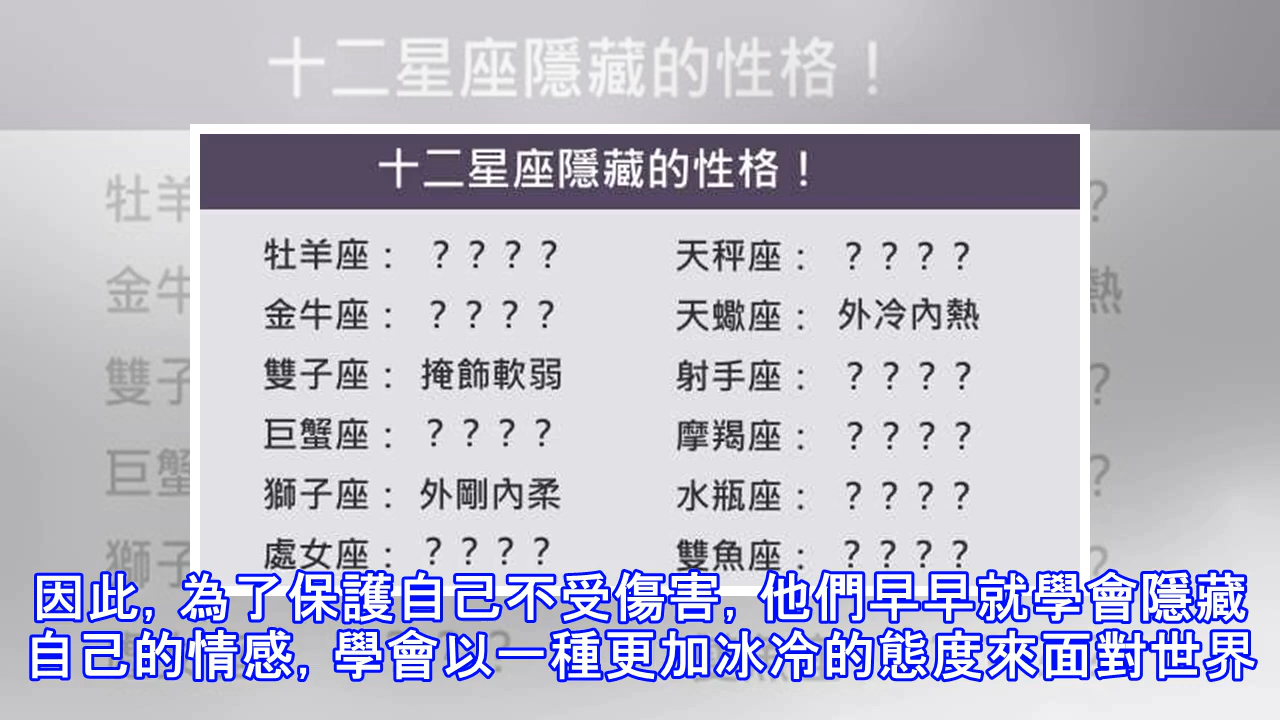 十二星座隱藏的性格！
十二星座隱藏的性格！
牡羊座：？？？？
天秤座：？？？？
金牛座：？？？？
天蠍座：外冷內熱
雙子座：掩飾軟弱
射手座：？？？？
巨蟹座：？？？？
摩羯座：？？？？
獅子座：外剛內柔
水瓶座：？？？？
處女座：？？？？
雙魚座：？？？？
因此, 為了保護自己不受傷害, 他們早早就學會隱藏
自己的情感, 學會以一種更加冰冷的態度來面對世界